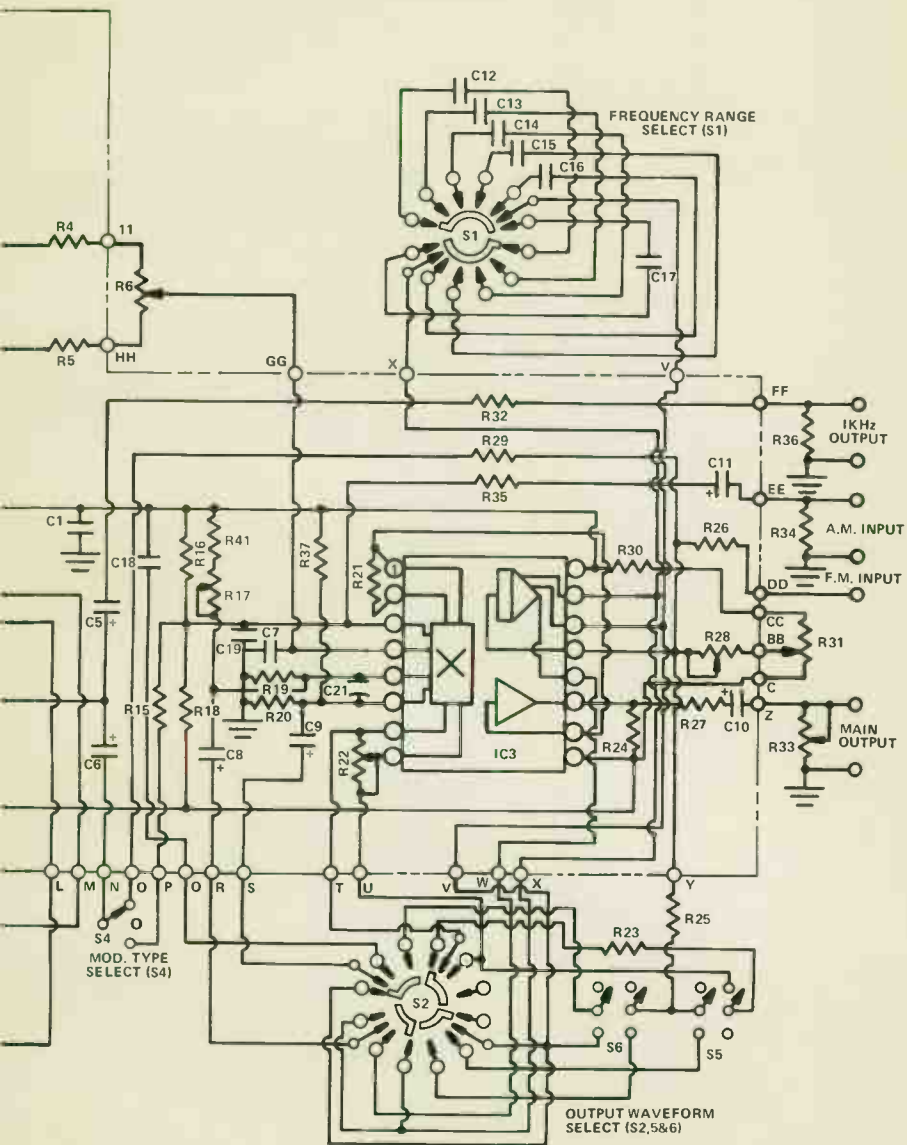 C12
C13
C14
C15
C16
FREQUENCY RANGE
SELECT (S1)
S1
C17
R4
11
R6
R5
HH
GG
X
V
FF
R32
R36
1KHz
OUTPUT
R29
C11
+
R35
EE
R34
A.M. INPUT
F.M. INPUT
C1
C18
R16
R41
R37
R21
1
R30
R26
DD
R17
CC
BB
R28
R31
C5
+
C19
C7
R19
C21
R20
C
Z
R15
R18
C9
+
R27
C10
+
R24
R33
MAIN
OUTPUT
C6
+
C8
+
R22
IC3
L
M
N
O
P
O
R
S
T
U
V
W
X
Y
S4
O
MOD. TYPE
SELECT (S4)
R25
R23
S2
S6
S5
OUTPUT WAVEFORM
SELECT (S2,5&6)